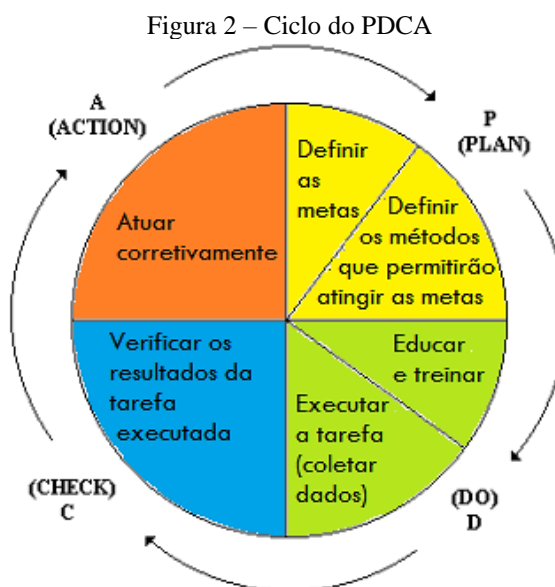 Figura 2 – Ciclo do PDCA
A
(ACTION)
P
(PLAN)
Definir
as
metas
Definir
os métodos
que permitirão
atingir as metas
Atuar
corretivamente
Verificar os
resultados da
tarefa
executada
Educar
e treinar
Executar
a tarefa
(coletar
dados)
(CHECK)
C
(DO)
D